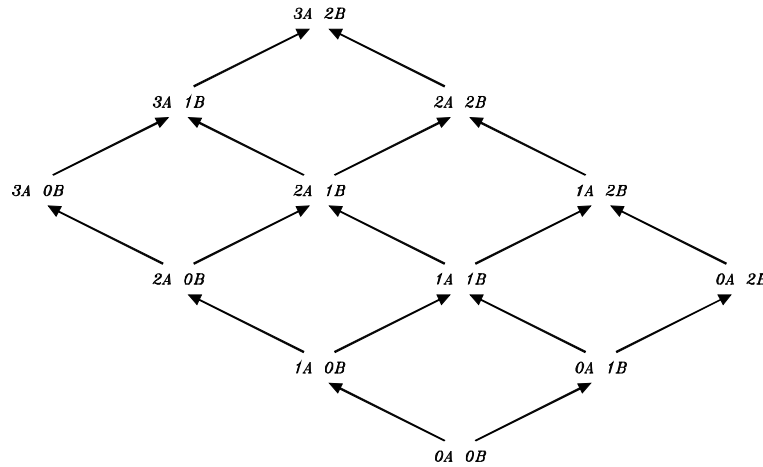 3A 2B
3A 1B 2A 2B
3A 0B 2A 1B 1A 2B
2A 0B 1A 1B 0A 2B
1A 0B 0A 1B
0A 0B